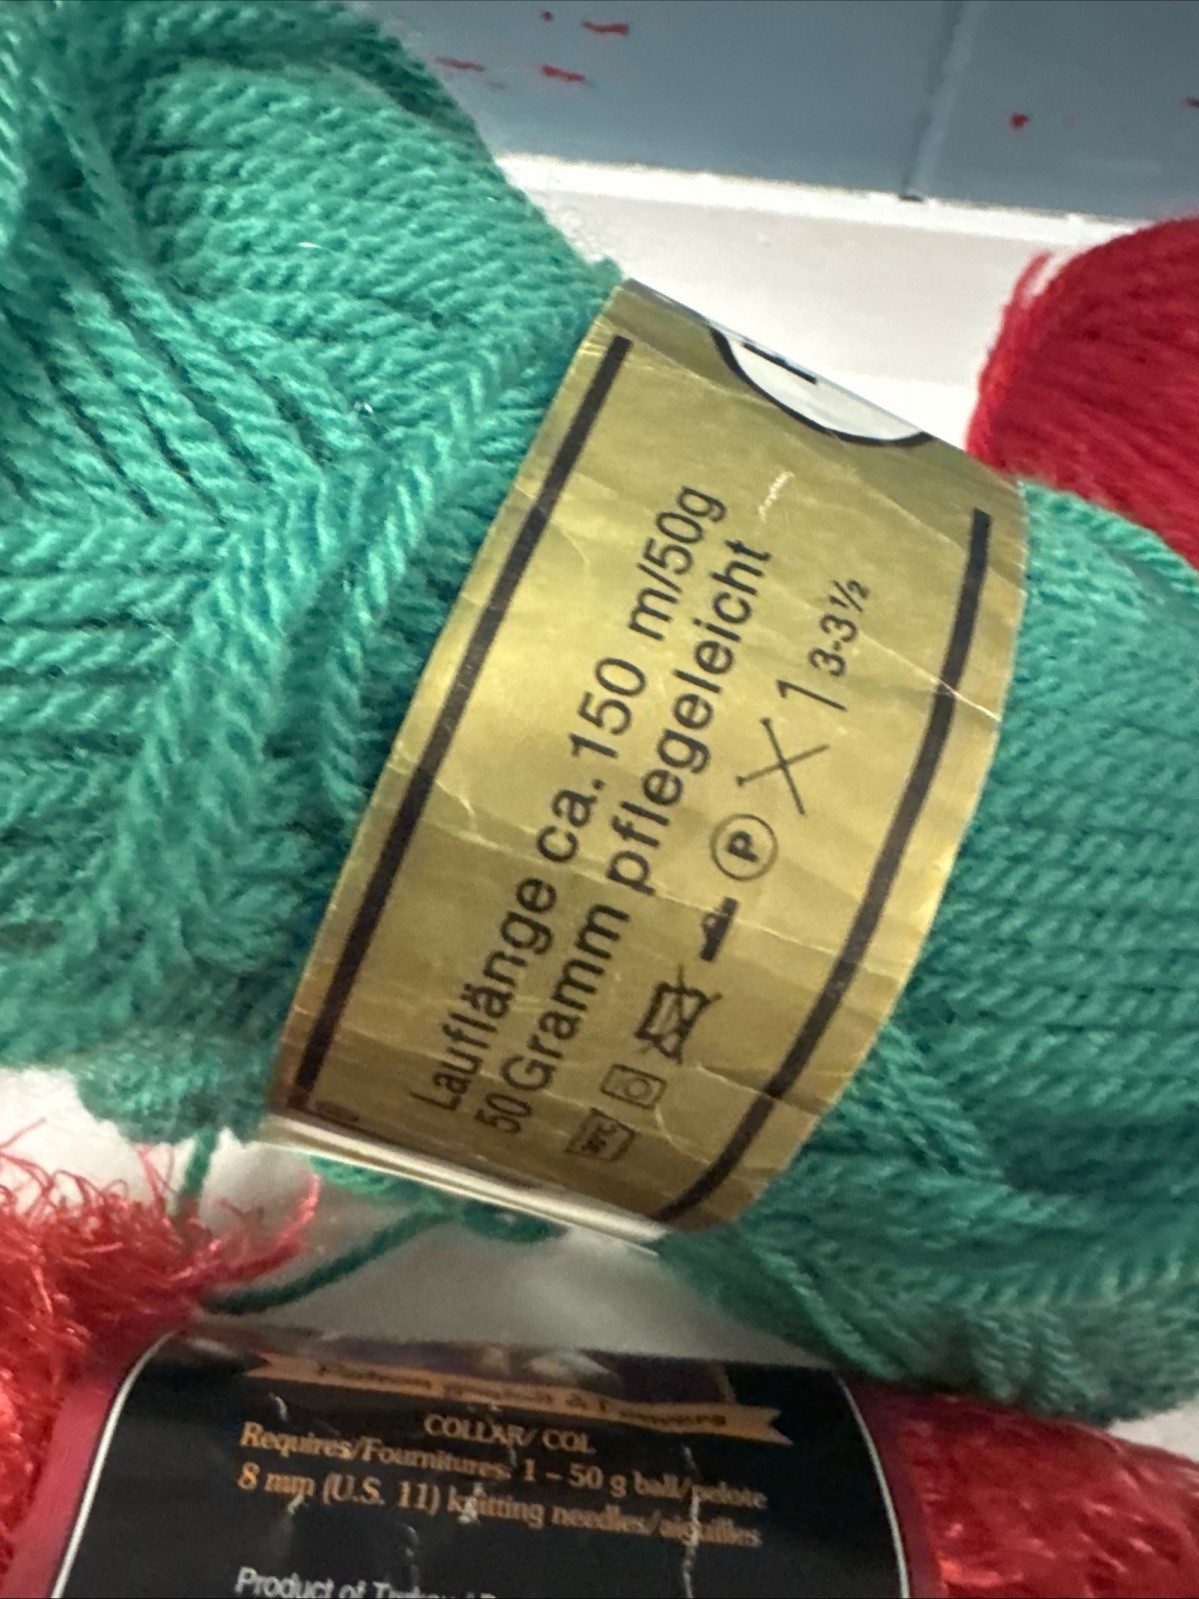 Lauflänge ca. 150 m/50g
50 Gramm pflegeleicht
P
3-3½
COLLAR/ COL
Requires/Fournitures: 1 – 50 g ball/pelote
8 mm (U.S. 11) knitting needles/aiguilles
Product of Turkey /